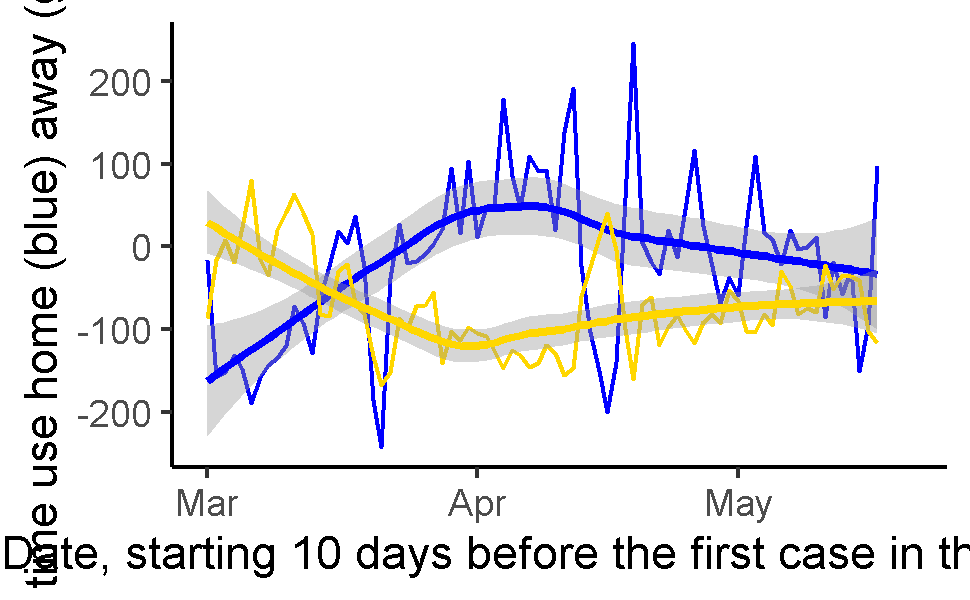 time use home (blue) away (
200
100
0
-100
-200
Mar Apr May
Date, starting 10 days before the first case in th